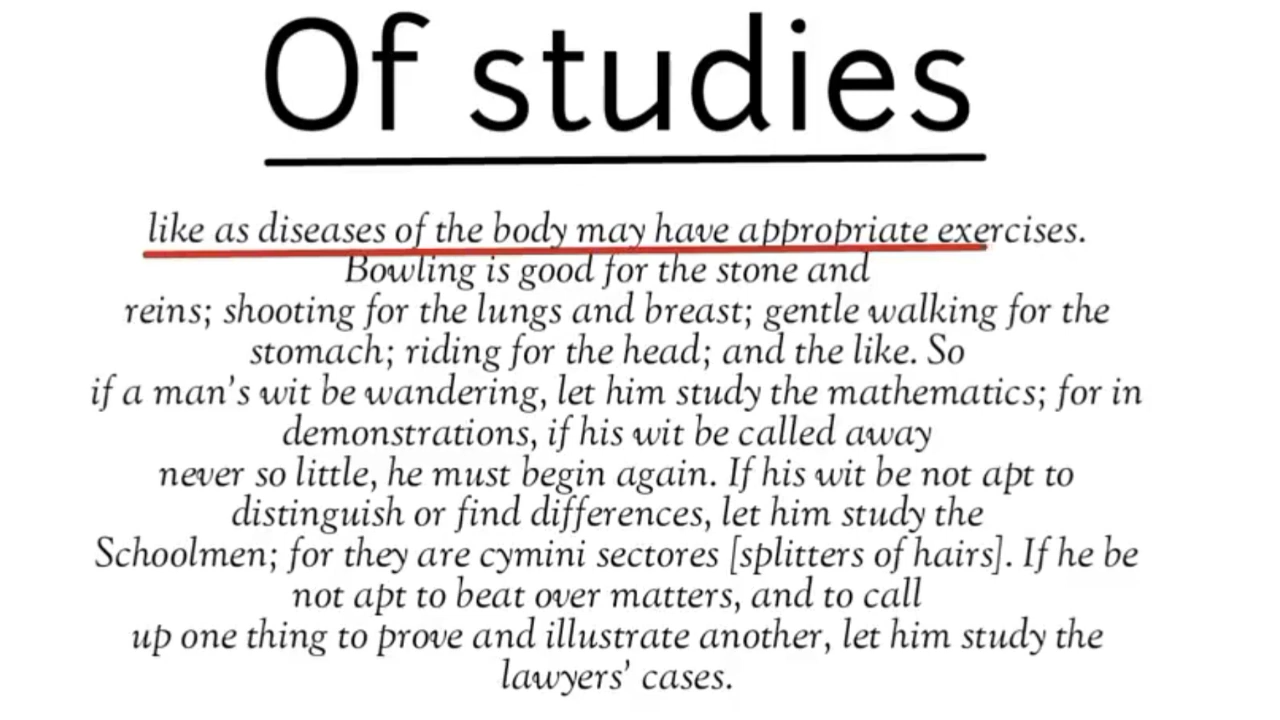 Of studies
like as diseases of the body may have appropriate exercises.
Bowling is good for the stone and
reins; shooting for the lungs and breast; gentle walking for the
stomach; riding for the head; and the like. So
if a man’s wit be wandering, let him study the mathematics; for in
demonstrations, if his wit be called away
never so little, he must begin again. If his wit be not apt to
distinguish or find differences, let him study the
Schoolmen; for they are cymini sectores [splitters of hairs]. If he be
not apt to beat over matters, and to call
up one thing to prove and illustrate another, let him study the
lawyers’ cases.